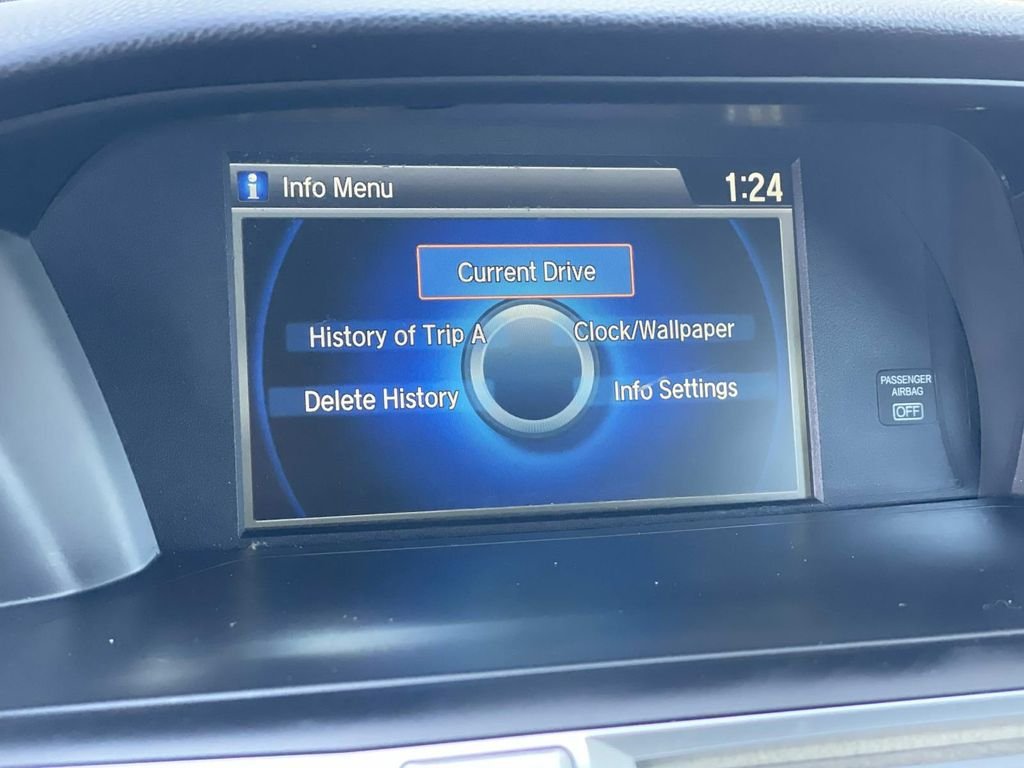 i Info Menu 1:24
Current Drive
History of Trip A Clock/Wallpaper
Delete History Info Settings
PASSENGER
AIRBAG
OFF